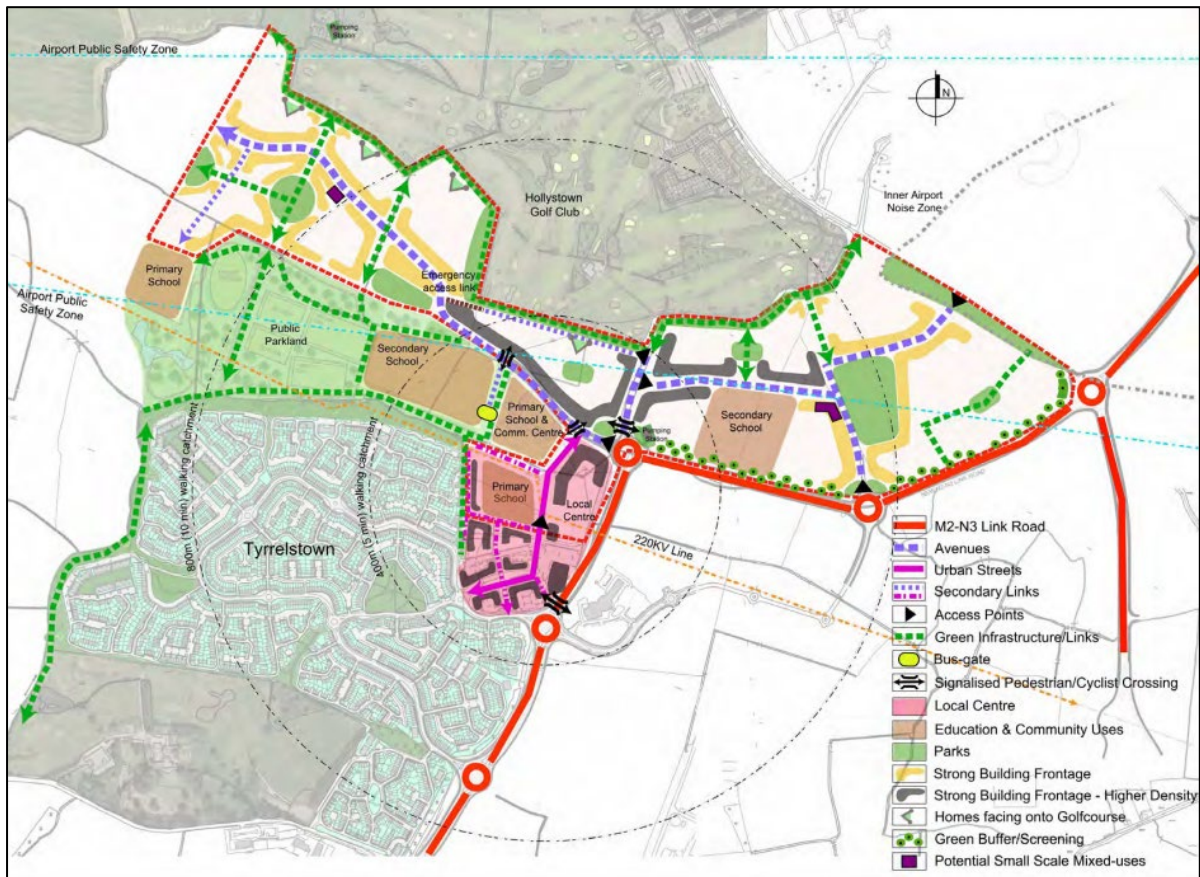 Pumping
Station
Airport Public Safety Zone
N
Hollystown
Golf Club
Inner Airport
Noise Zone
Primary
School
Emergency
access link
Airport Public
Safety Zone
Public
Parkland
Secondary
School
Primary
School &
Comm. Centre
Secondary
School
Pumping
Station
800m (10 min) walking catchment
400m (5 min) walking catchment
Primary
School
Local
Centre
Tyrrelstown
220KV Line
M2-N3 Link Road
Avenues
Urban Streets
Secondary Links
Access Points
Green Infrastructure/Links
Bus-gate
Signalised Pedestrian/Cyclist Crossing
Local Centre
Education & Community Uses
Parks
Strong Building Frontage
Strong Building Frontage - Higher Density
Homes facing onto Golfcourse
Green Buffer/Screening
Potential Small Scale Mixed-uses